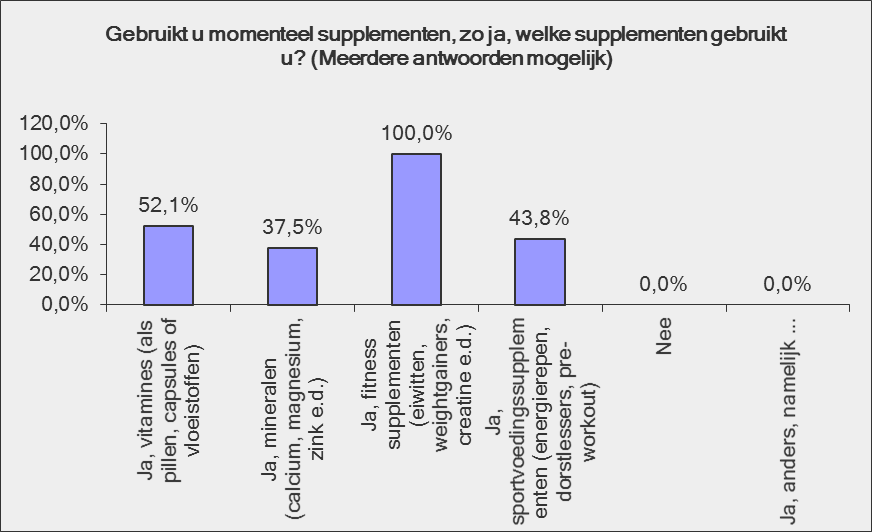 Gebruikt u momenteel supplementen, zo ja, welke supplementen gebruikt
u? (Meerdere antwoorden mogelijk)
120,0%
100,0%
80,0%
60,0%
40,0%
20,0%
0,0%
52,1%
37,5%
100,0%
43,8%
0,0%
0,0%
Ja, vitamines (als
pillen, capsules of
vloeistoffen)
Ja, mineralen
(calcium, magnesium,
zink e.d.)
Ja, fitness
supplementen
(eiwitten,
weightgainers,
creatine e.d.)
Ja,
sportvoedingssupplem
enten (energierepen,
dorstlessers, pre-
workout)
Nee
Ja, anders, namelijk ...